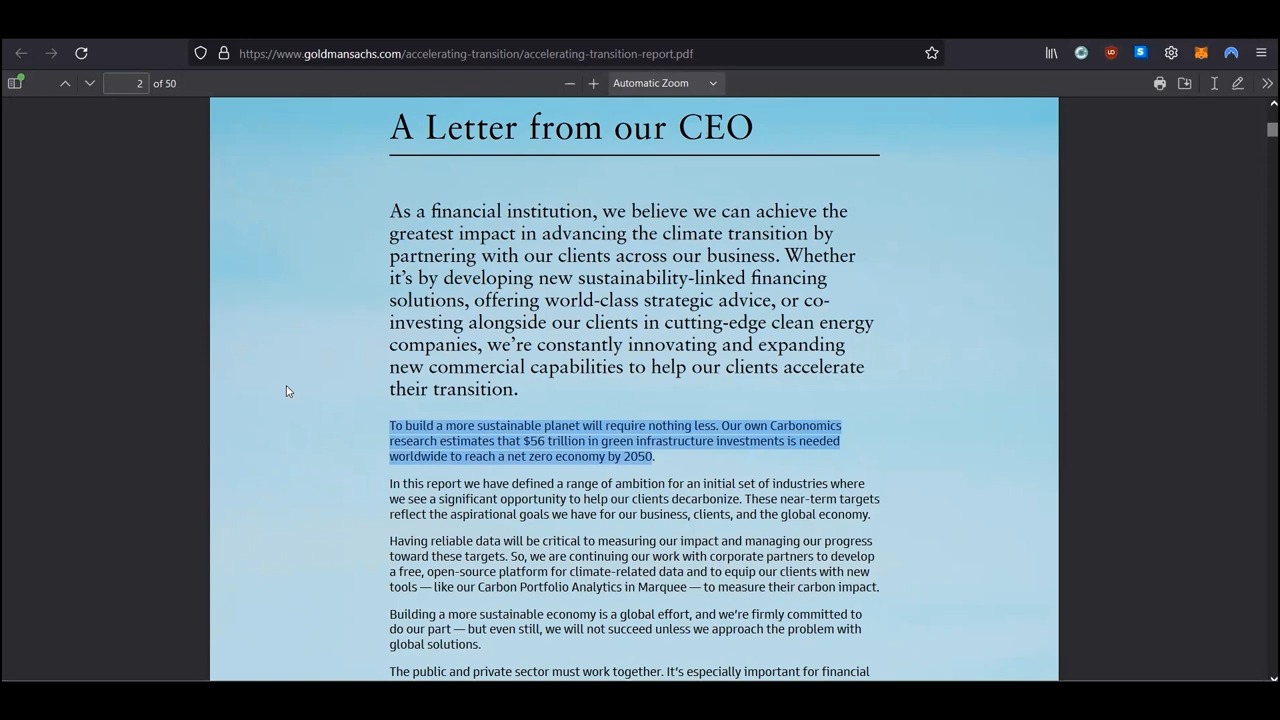 https://www.goldmansachs.com/accelerating-transition/accelerating-transition-report.pdf
2 of 50
Automatic Zoom
A Letter from our CEO
As a financial institution, we believe we can achieve the
greatest impact in advancing the climate transition by
partnering with our clients across our business. Whether
it's by developing new sustainability-linked financing
solutions, offering world-class strategic advice, or co-
investing alongside our clients in cutting-edge clean energy
companies, we're constantly innovating and expanding
new commercial capabilities to help our clients accelerate
their transition.
To build a more sustainable planet will require nothing less. Our own Carbonomics
research estimates that $56 trillion in green infrastructure investments is needed
worldwide to reach a net zero economy by 2050.
In this report we have defined a range of ambition for an initial set of industries where
we see a significant opportunity to help our clients decarbonize. These near-term targets
reflect the aspirational goals we have for our business, clients, and the global economy.
Having reliable data will be critical to measuring our impact and managing our progress
toward these targets. So, we are continuing our work with corporate partners to develop
a free, open-source platform for climate-related data and to equip our clients with new
tools — like our Carbon Portfolio Analytics in Marquee — to measure their carbon impact.
Building a more sustainable economy is a global effort, and we're firmly committed to
do our part — but even still, we will not succeed unless we approach the problem with
global solutions.
The public and private sector must work together. It's especially important for financial